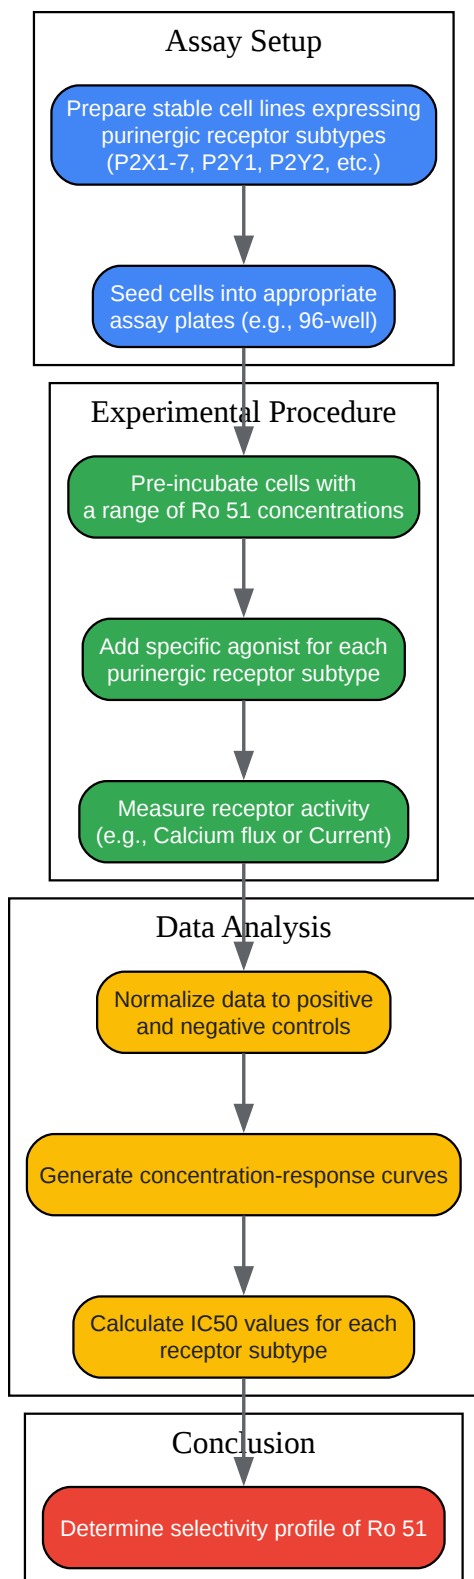 Assay Setup
Prepare stable cell lines expressing
purinergic receptor subtypes
(P2X1-7, P2Y1, P2Y2, etc.)
Seed cells into appropriate
assay plates (e.g., 96-well)
Experimental Procedure
Pre-incubate cells with
a range of Ro 51 concentrations
Add specific agonist for each
purinergic receptor subtype
Measure receptor activity
(e.g., Calcium flux or Current)
Data Analysis
Normalize data to positive
and negative controls
Generate concentration-response curves
Calculate IC50 values for each
receptor subtype
Conclusion
Determine selectivity profile of Ro 51